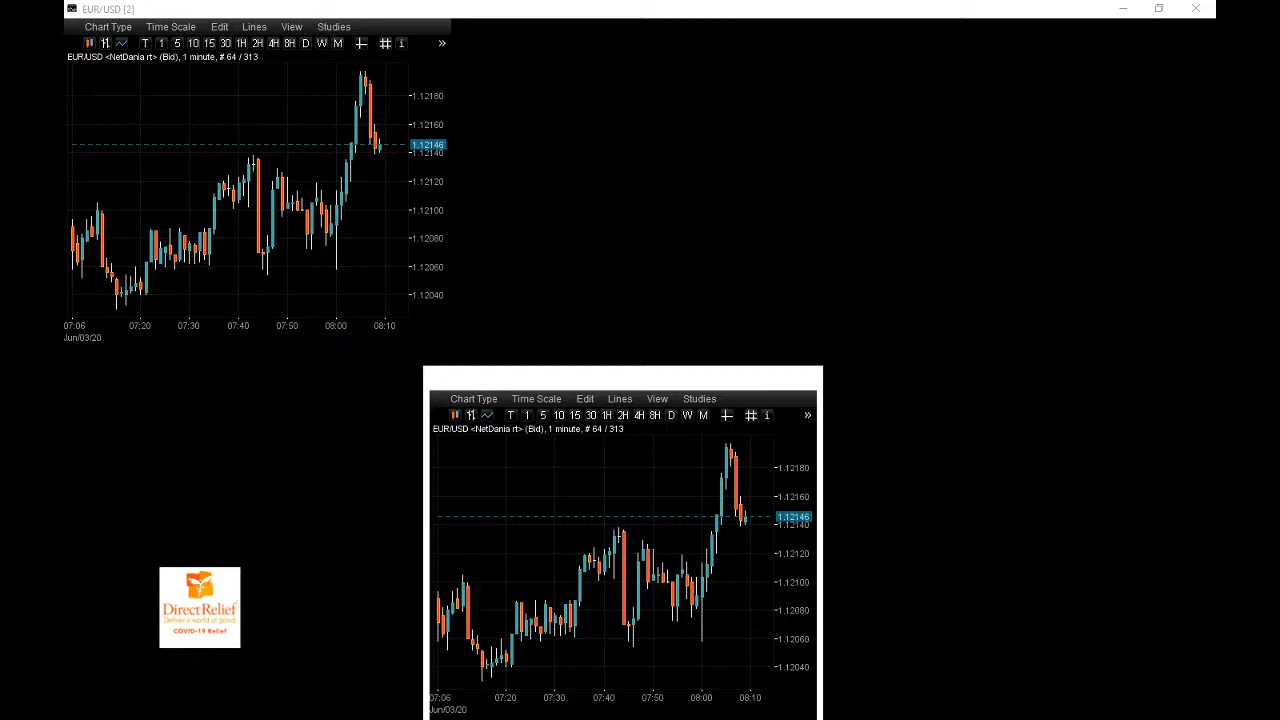 EUR/USD [2]
Chart Type Time Scale Edit Lines View Studies
T 1 5 10 15 30 1H 2H 4H 8H D W M i »
EUR/USD <NetDania rt> (Bid), 1 minute, # 64 / 313
1.12180
1.12160
1.12146
1.12140
1.12120
1.12100
1.12080
1.12060
1.12040
07:06 07:20 07:30 07:40 07:50 08:00 08:10
Jun/03/20
Chart Type Time Scale Edit Lines View Studies
T 1 5 10 15 30 1H 2H 4H 8H D W M i »
EUR/USD <NetDania rt> (Bid), 1 minute, # 64 / 313
1.12180
1.12160
1.12146
1.12140
1.12120
1.12100
1.12080
1.12060
1.12040
07:06 07:20 07:30 07:40 07:50 08:00 08:10
Jun/03/20
Direct Relief
Deliver a world of good
COVID-19 Relief